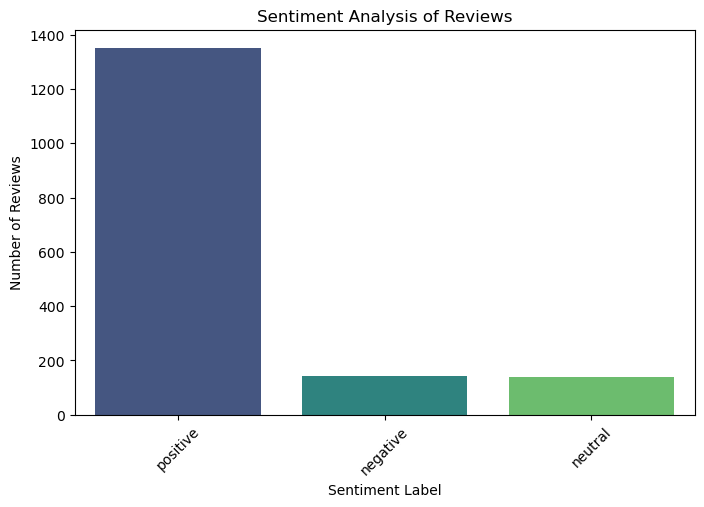 Sentiment Analysis of Reviews
1400
1200
1000
800
600
400
200
0
Number of Reviews
positive
negative
neutral
Sentiment Label